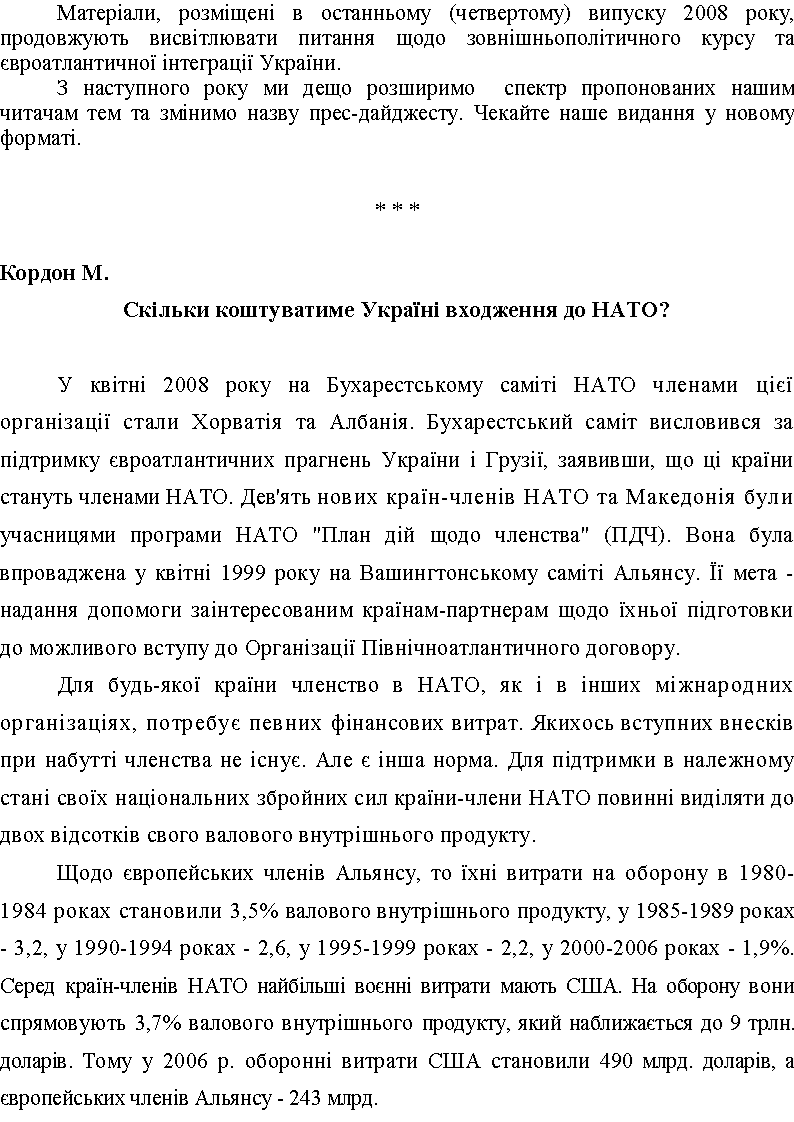 Матеріали, розміщені в останньому (четвертому) випуску 2008 року,
продовжують висвітлювати питання щодо зовнішньополітичного курсу та
євроатлантичної інтеграції України.
З наступного року ми дещо розширимо спектр пропонованих нашим
читачам тем та змінимо назву прес-дайджесту. Чекайте наше видання у новому
форматі.
* * *
Кордон М.
Скільки коштуватиме Україні входження до НАТО?
У квітні 2008 року на Бухарестському саміті НАТО членами цієї
організації стали Хорватія та Албанія. Бухарестський саміт висловився за
підтримку євроатлантичних прагнень України і Грузії, заявивши, що ці країни
стануть членами НАТО. Дев'ять нових країн-членів НАТО та Македонія були
учасницями програми НАТО "План дій щодо членства" (ПДЧ). Вона була
впроваджена у квітні 1999 року на Вашингтонському саміті Альянсу. Її мета -
надання допомоги заінтересованим країнам-партнерам щодо їхньої підготовки
до можливого вступу до Організації Північноатлантичного договору.
Для будь-якої країни членство в НАТО, як і в інших міжнародних
організаціях, потребує певних фінансових витрат. Якихось вступних внесків
при набутті членства не існує. Але є інша норма. Для підтримки в належному
стані своїх національних збройних сил країни-члени НАТО повинні виділяти до
двох відсотків свого валового внутрішнього продукту.
Щодо європейських членів Альянсу, то їхні витрати на оборону в 1980-
1984 роках становили 3,5% валового внутрішнього продукту, у 1985-1989 роках
- 3,2, у 1990-1994 роках - 2,6, у 1995-1999 роках - 2,2, у 2000-2006 роках - 1,9%.
Серед країн-членів НАТО найбільші воєнні витрати мають США. На оборону вони
спрямовують 3,7% валового внутрішнього продукту, який наближається до 9 трлн.
доларів. Тому у 2006 р. оборонні витрати США становили 490 млрд. доларів, а
європейських членів Альянсу - 243 млрд.